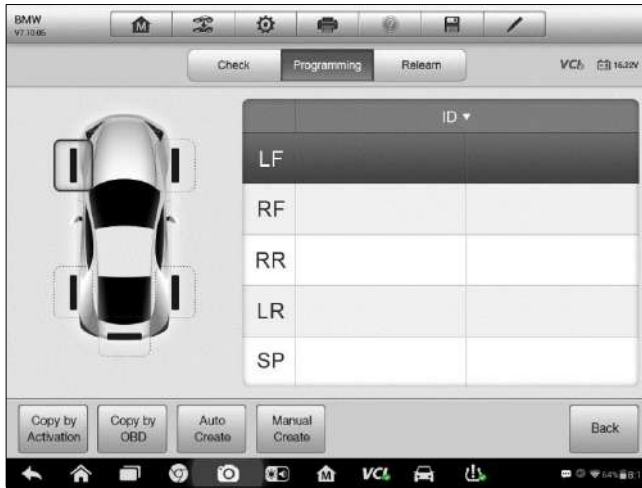 BMW
V7.10.05
Check
Programming
Relearn
VCI
16.22V
ID ▼
LF
RF
RR
LR
SP
Copy by
Activation
Copy by
OBD
Auto
Create
Manual
Create
Back
VCI
64%